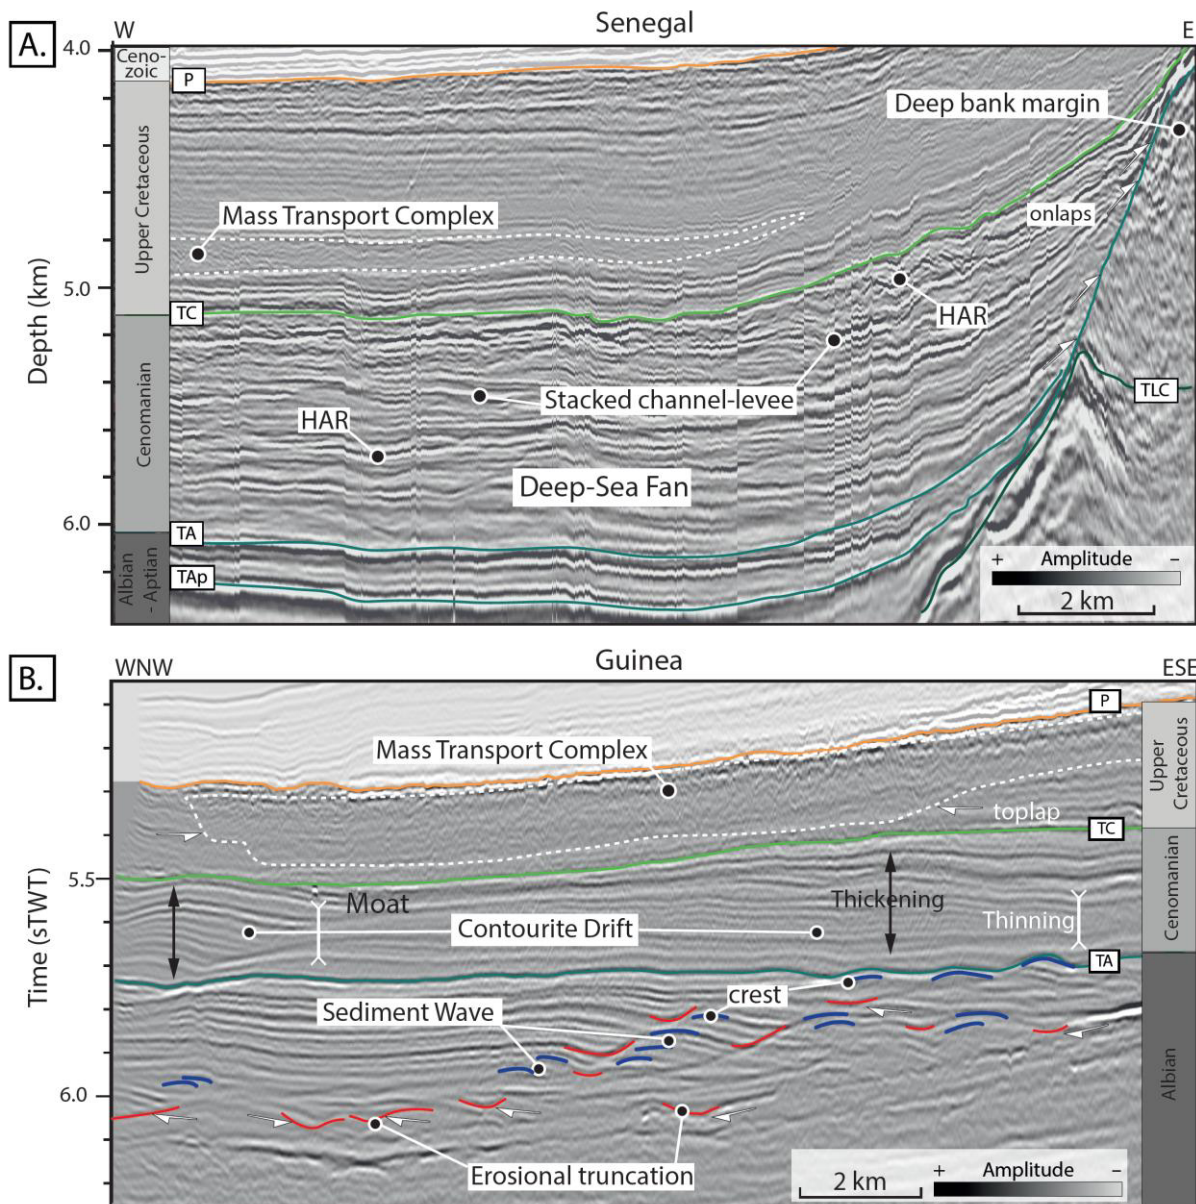 A.
Senegal
W
E
4.0
Ceno-
zoic
P
Deep bank margin
Upper Cretaceous
Mass Transport Complex
onlaps
Depth (km)
5.0
TC
HAR
Stacked channel-levee
TLC
HAR
Cenomanian
Deep-Sea Fan
6.0
TA
TAp
Albian
- Aptian
+ Amplitude –
2 km
B.
Guinea
WNW
ESE
P
Mass Transport Complex
Upper
Cretaceous
toplap
TC
5.5
Moat
Thickening
Contourite Drift
Thinning
Cenomanian
Time (sTWT)
TA
crest
Sediment Wave
6.0
Albian
Erosional truncation
2 km
+ Amplitude –